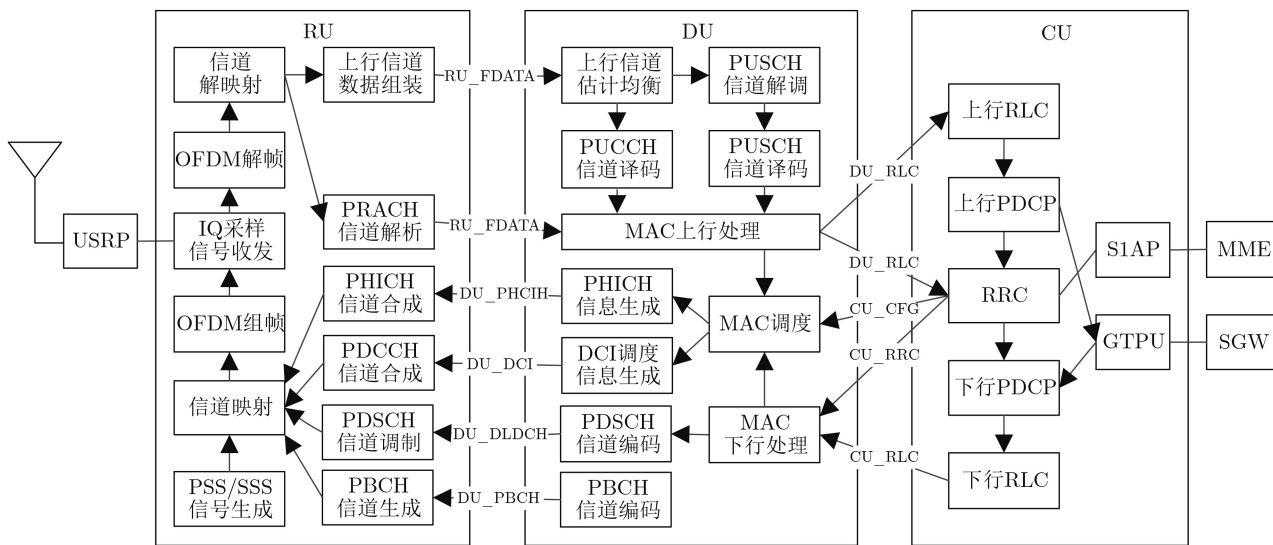 RU
DU
CU
信道
解映射
上行信道
数据组装
RU_FDATA
上行信道
估计均衡
PUSCH
信道解调
上行RLC
OFDM解帧
PUCCH
信道译码
PUSCH
信道译码
DU_RLC
PRACH
信道解析
RU_FDATA
MAC上行处理
上行PDCP
USRP
IQ采样
信号收发
DU_RLC
S1AP
MME
PHICH
信道合成
DU_PHCIH
PHICH
信息生成
MAC调度
CU_CFG
RRC
OFDM组帧
PDCCH
信道合成
DU_DCI
DCI调度
信息生成
CU_RRC
GTPU
SGW
信道映射
PDSCH
信道调制
DU_DLDCH
PDSCH
信道编码
MAC
下行处理
下行PDCP
CU_RLC
PSS/SSS
信号生成
PBCH
信道生成
DU_PBCH
PBCH
信道编码
下行RLC